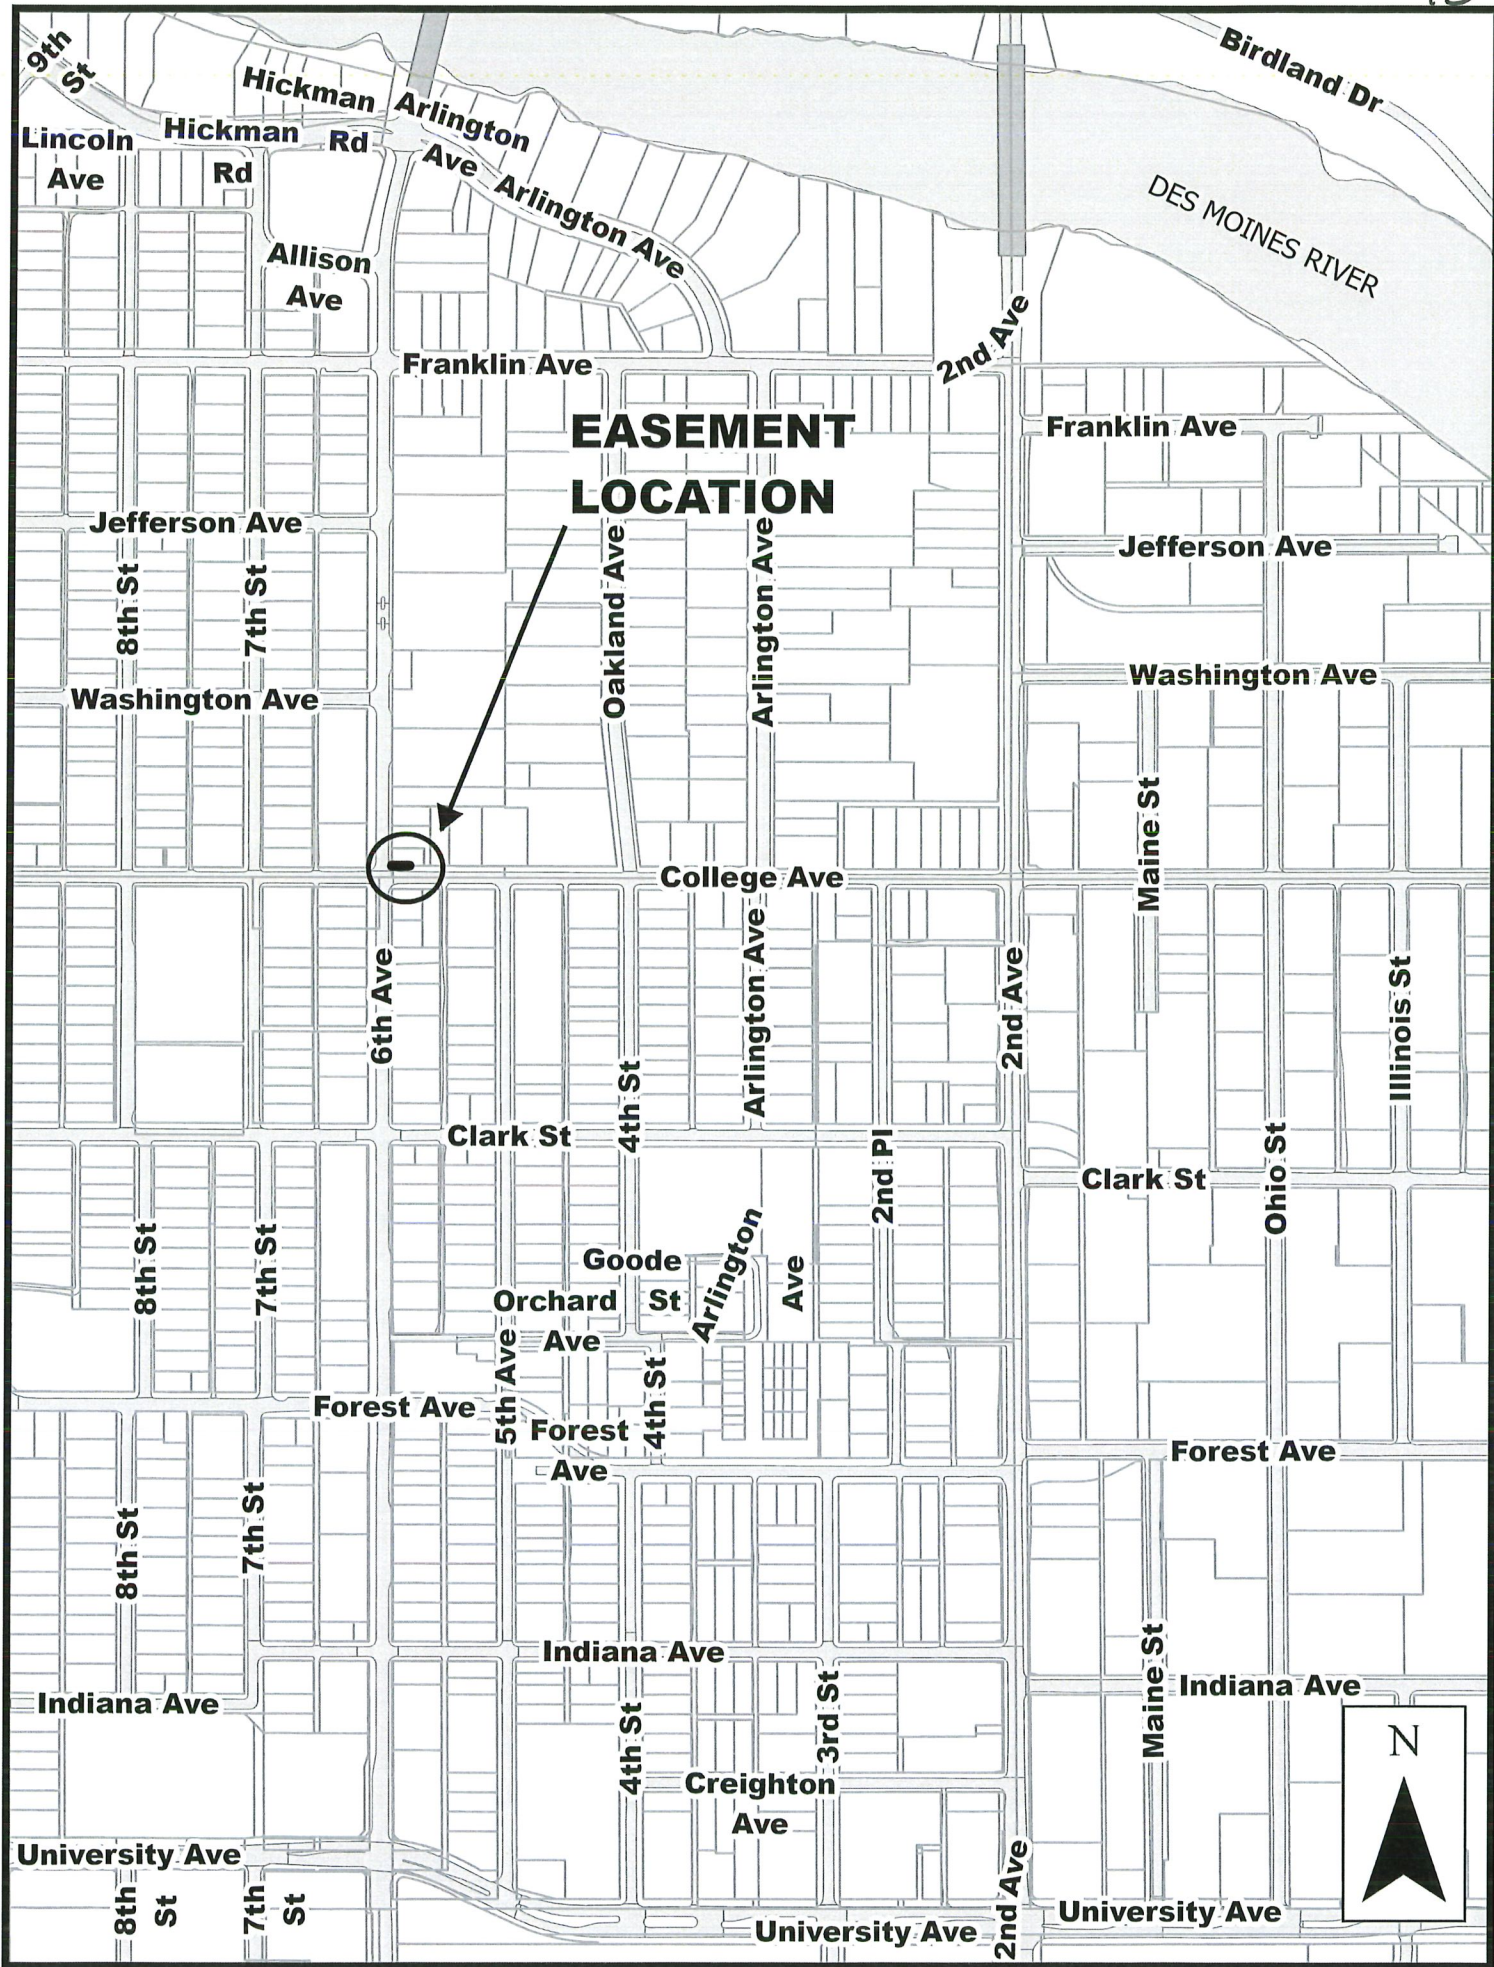 Birdland Dr
9th
St
Hickman
Arlington
Ave
Hickman
Rd
Rd
Lincoln
Ave
Arlington Ave
DES MOINES RIVER
Allison
Ave
2nd Ave
Franklin Ave
EASEMENT
LOCATION
Franklin Ave
Jefferson Ave
Jefferson Ave
8th St
7th St
Oakland Ave
Arlington Ave
Washington Ave
Washington Ave
Maine St
College Ave
6th Ave
Arlington Ave
2nd Ave
Illinois St
4th St
Clark St
2nd Pl
Clark St
Ohio St
8th St
7th St
Goode
St
Arlington
Ave
Orchard
Ave
5th Ave
4th St
Forest Ave
Forest
Ave
Forest Ave
8th St
7th St
Indiana Ave
Indiana Ave
Indiana Ave
Maine St
4th St
3rd St
N
Creighton
Ave
University Ave
8th
St
7th
St
2nd Ave
University Ave
University Ave